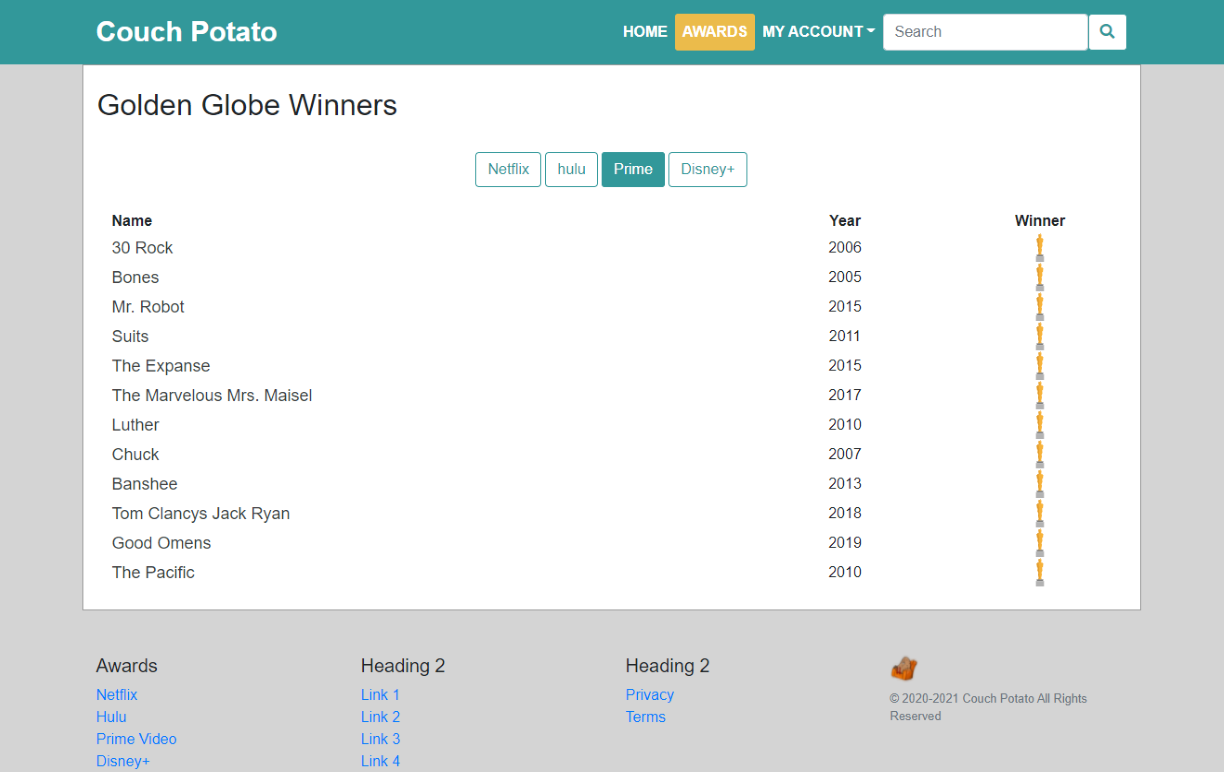 Couch Potato HOME AWARDS MY ACCOUNT Search
Golden Globe Winners
Netflix hulu Prime Disney+
Name Year Winner
30 Rock 2006
Bones 2005
Mr. Robot 2015
Suits 2011
The Expanse 2015
The Marvelous Mrs. Maisel 2017
Luther 2010
Chuck 2007
Banshee 2013
Tom Clancys Jack Ryan 2018
Good Omens 2019
The Pacific 2010
Awards Heading 2 Heading 2
Netflix Link 1 Privacy © 2020-2021 Couch Potato All Rights
Hulu Link 2 Terms Reserved
Prime Video Link 3
Disney+ Link 4